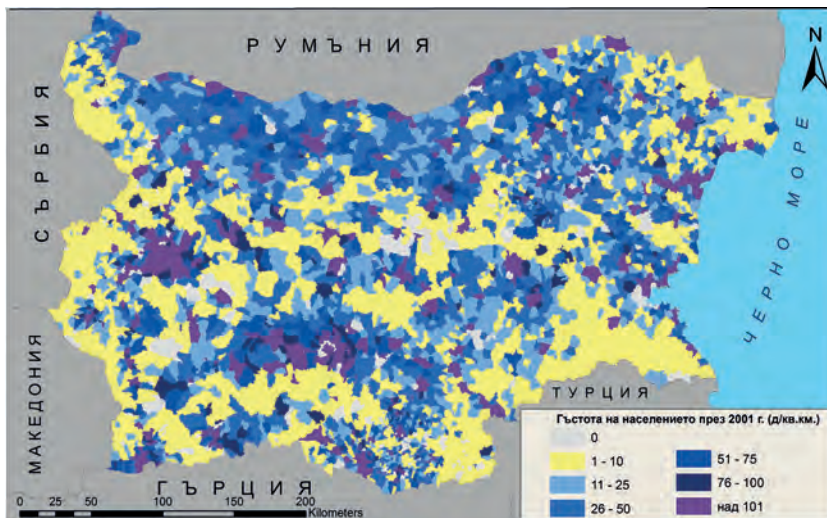 РУМЪНИЯ
N
СЪРБИЯ
ЧЕРНО МОРЕ
МАКЕДОНИЯ
ТУРЦИЯ
ГЪРЦИЯ
0 25 50 100 150 200
Kilometers
Гъстота на населението през 2001 г. (д/кв.км.)
0
1 - 10
11 - 25
26 - 50
51 - 75
76 - 100
над 101